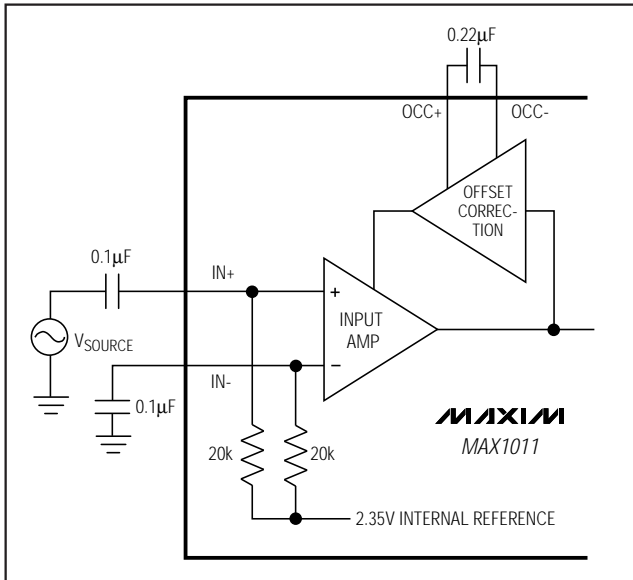 0.22µF
OCC+ OCC-
OFFSET
CORREC-
TION
0.1µF
IN+
+
INPUT
AMP
VSOURCE
IN-
−
0.1µF
MAXIM
MAX1011
20k 20k
2.35V INTERNAL REFERENCE